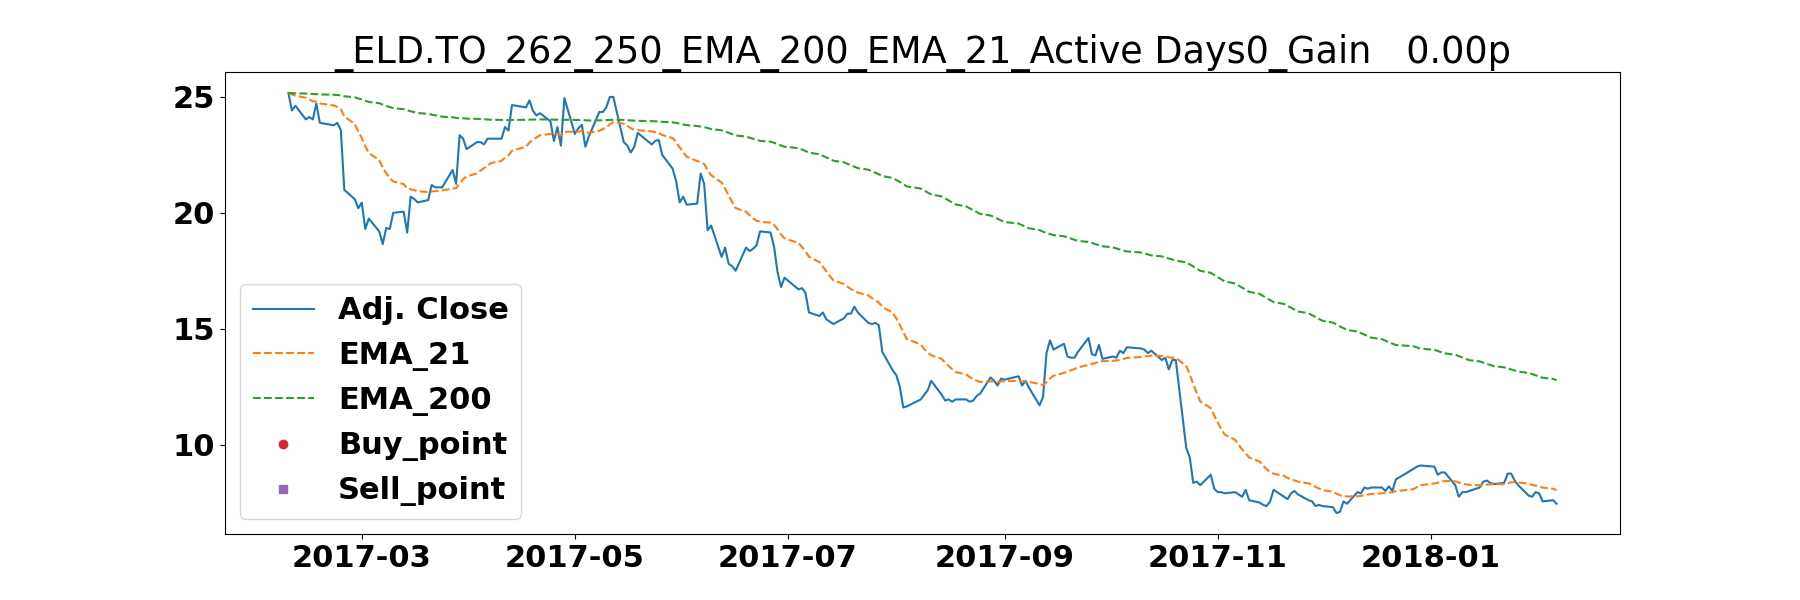 _ELD.TO_262_250_EMA_200_EMA_21_Active Days0_Gain   0.00p
25
20
15
10
Adj. Close
EMA_21
EMA_200
Buy_point
Sell_point
2017-03 2017-05 2017-07 2017-09 2017-11 2018-01